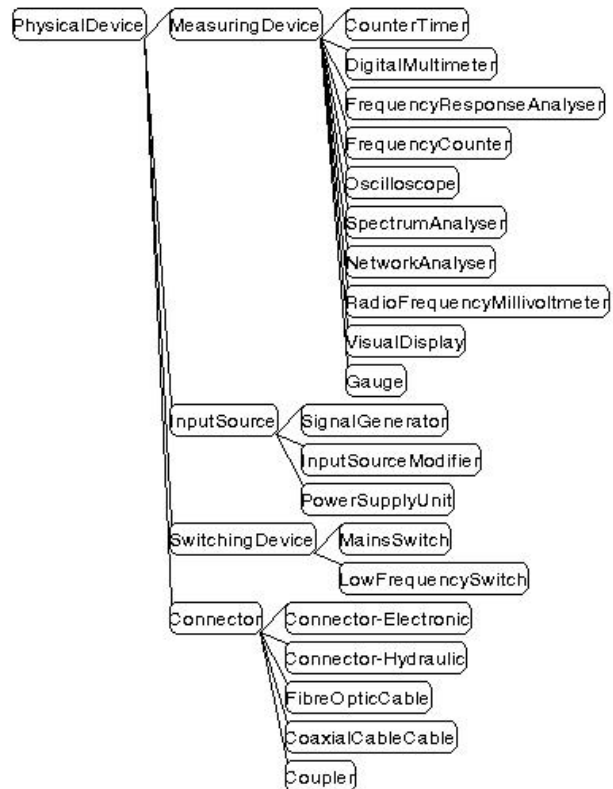 PhysicalDevice MeasuringDevice CounterTimer
DigitalMultimeter
FrequencyResponseAnalyser
FrequencyCounter
Oscilloscope
SpectrumAnalyser
NetworkAnalyser
RadioFrequencyMillivoltmeter
VisualDisplay
Gauge
InputSource SignalGenerator
InputSourceModifier
PowerSupplyUnit
SwitchingDevice MainsSwitch
LowFrequencySwitch
Connector Connector-Electronic
Connector-Hydraulic
FibreOpticCable
CoaxialCableCable
Coupler